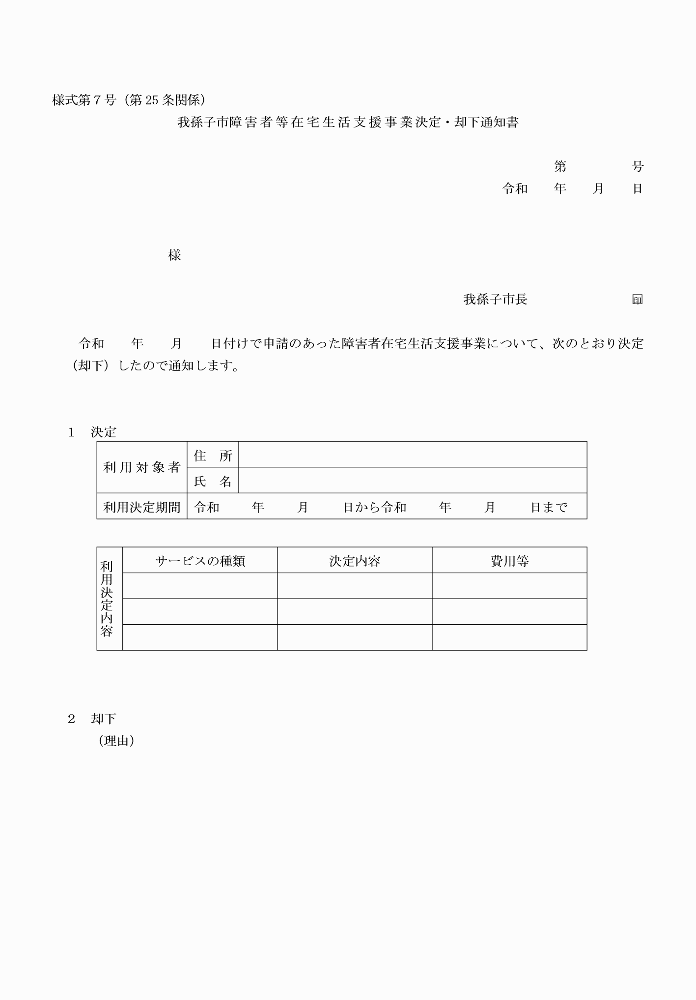 様式第７号（第 25 条関係）
我孫子市障害者等在宅生活支援事業決定・却下通知書
第　　　　　号
令和　　年　　月　　日
様
我孫子市長　　　　　　　　㊞
令和　　年　　月　　日付けで申請のあった障害者在宅生活支援事業について、次のとおり決定
（却下）したので通知します。
１　決定
利用対象者
住　所
氏　名
利用決定期間　令和　　年　　月　　日から令和　　年　　月　　日まで
利用決定内容
サービスの種類　決定内容　費用等
２　却下
（理由）